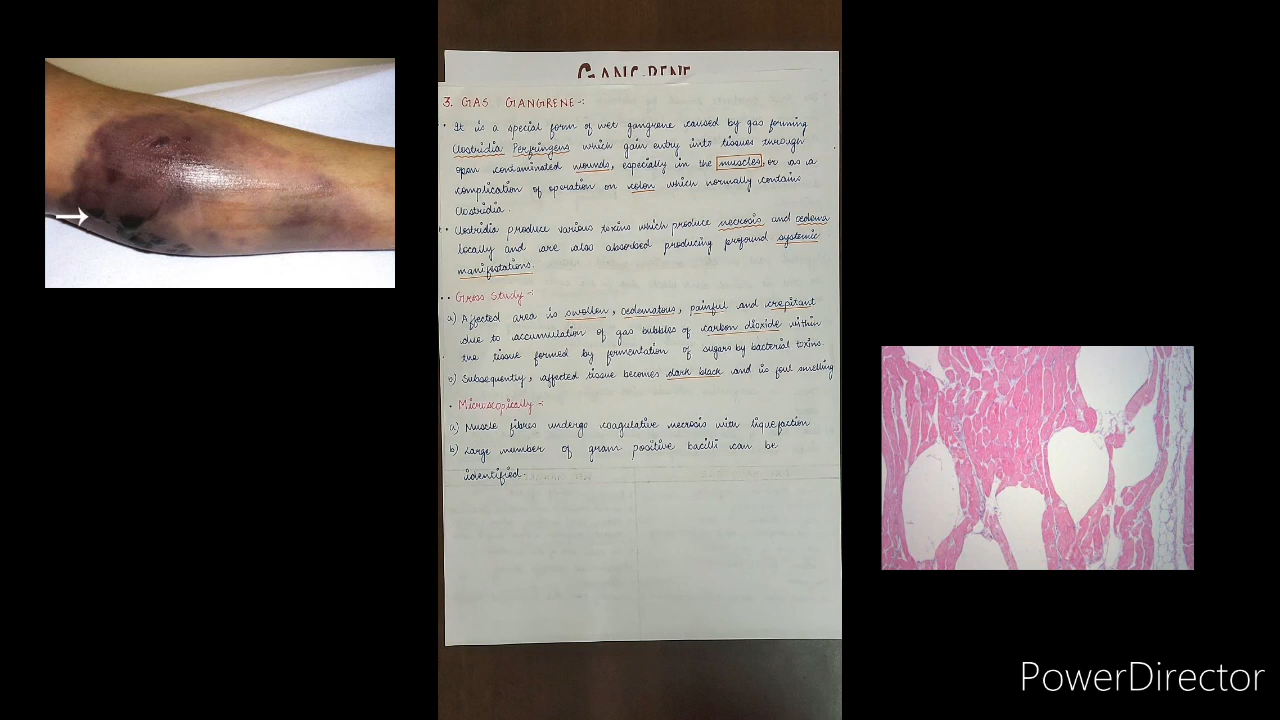 GANGRENE
3. GAS GANGRENE -:
• It is a special form of wet gangrene caused by gas forming
Clostridia Perfringens which gain entry into tissues through
open contaminated wounds, especially in the muscles, or as a
complication of operation on colon which normally contains
Clostridia.
• Clostridia produce various toxins which produce necrosis and oedema
locally and are also absorbed producing profound systemic
manifestations.
•• Gross Study -:
a) Affected area is swollen, oedematous, painful and crepitant
due to accumulation of gas bubbles of carbon dioxide within
the tissue formed by fermentation of sugars by bacterial toxins.
b) Subsequently, affected tissue becomes dark black and is foul smelling
• Microscopically -:
a) Muscle fibres undergo coagulative necrosis with liquefaction
b) Large number of gram positive bacilli can be
identified.
PowerDirector